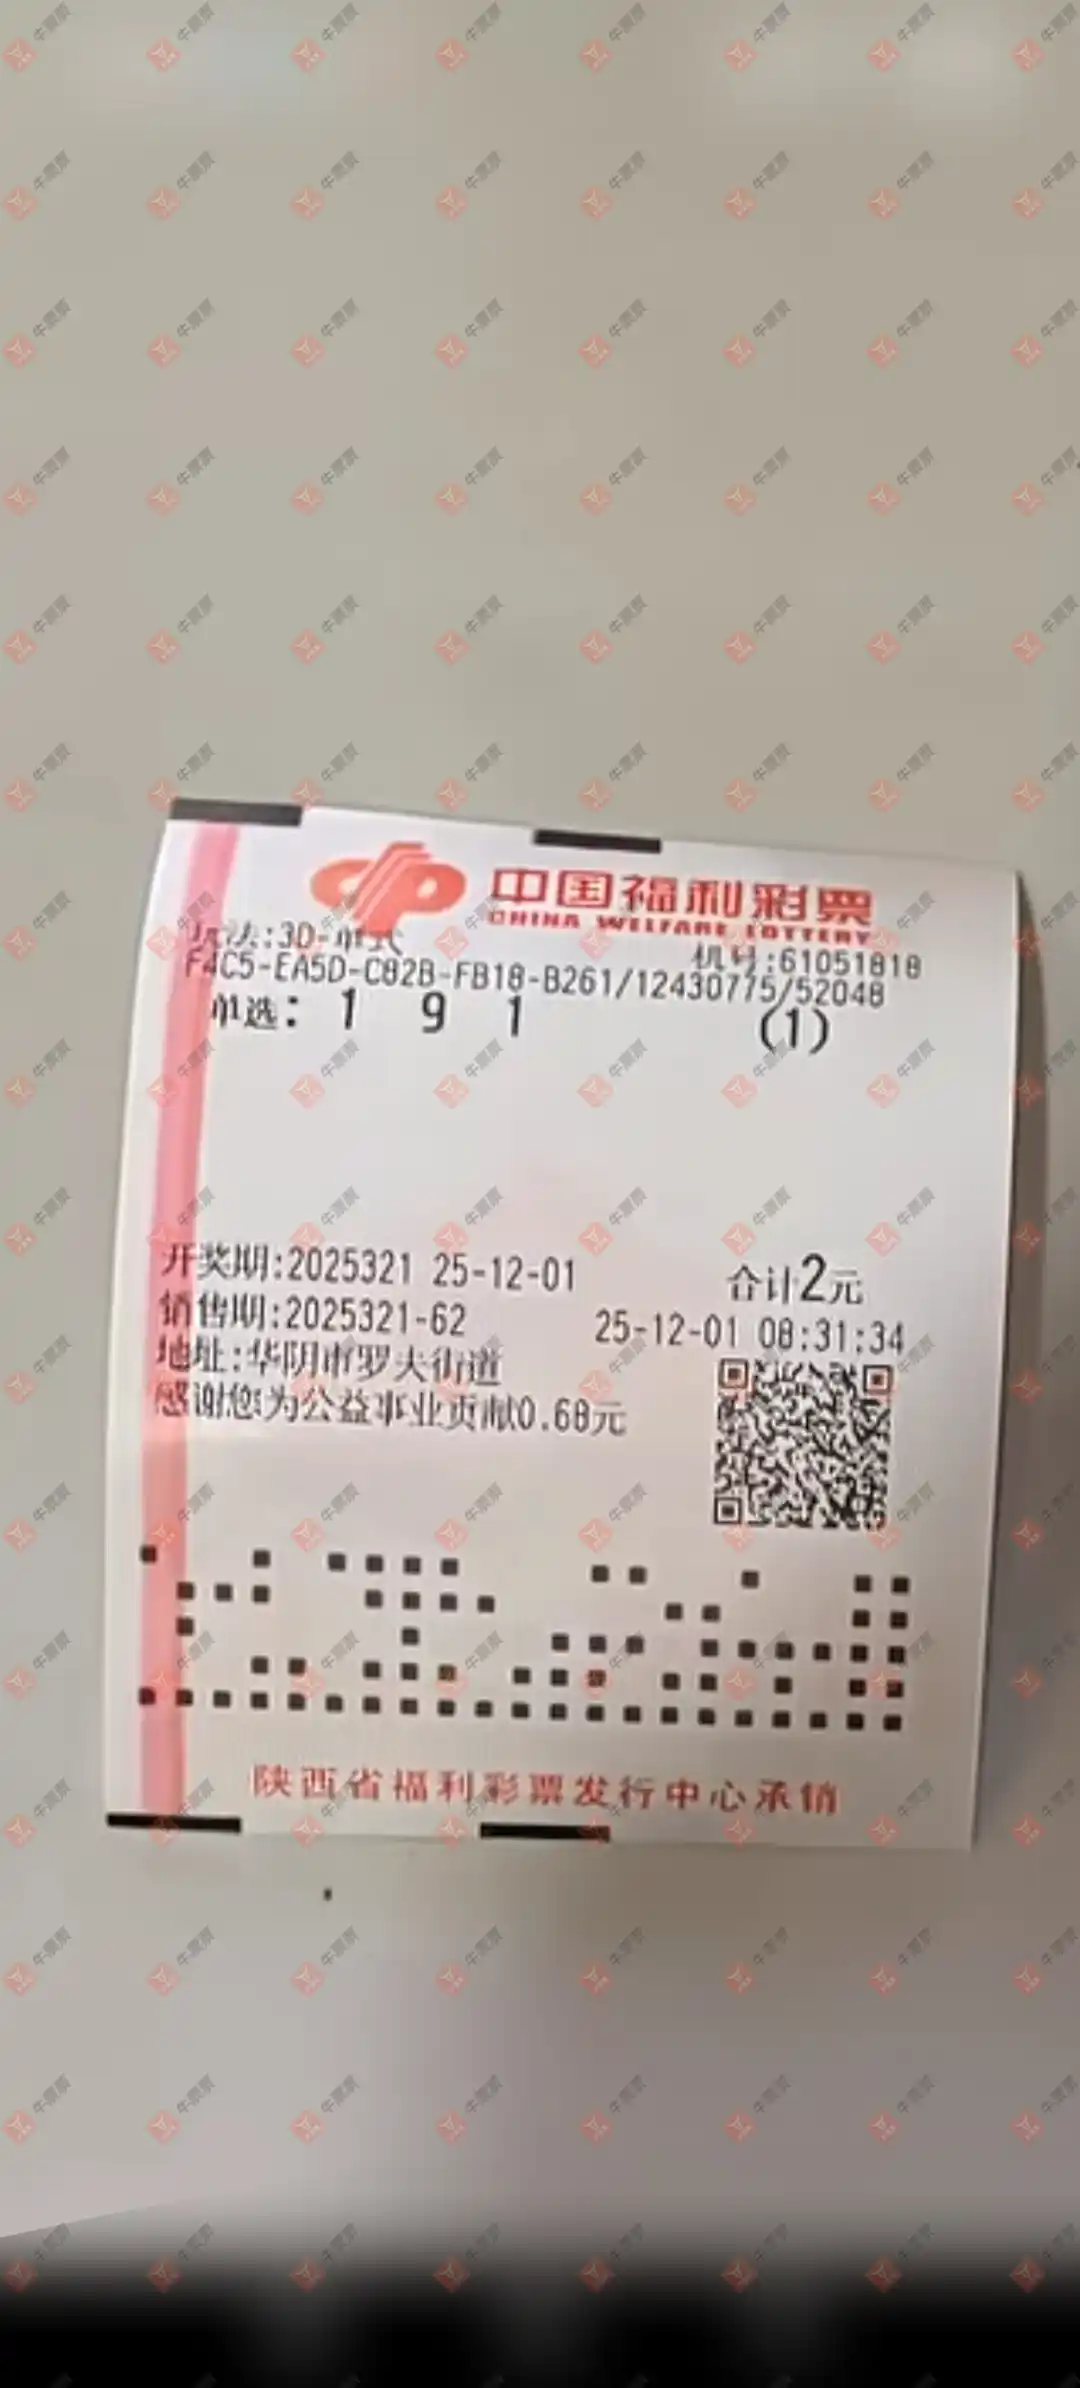 中国福利彩票
CHINA WELFARE LOTTERY
玩法:3D-单式
机号:61051818
F4C5-EA5D-C82B-FB18-B261/12430775/52048
单选: 1 9 1 (1)
开奖期:2025321 25-12-01 合计2元
销售期:2025321-62 25-12-01 08:31:34
地址:华阴市罗夫街道
感谢您为公益事业贡献0.68元
陕西省福利彩票发行中心承销
牛票票